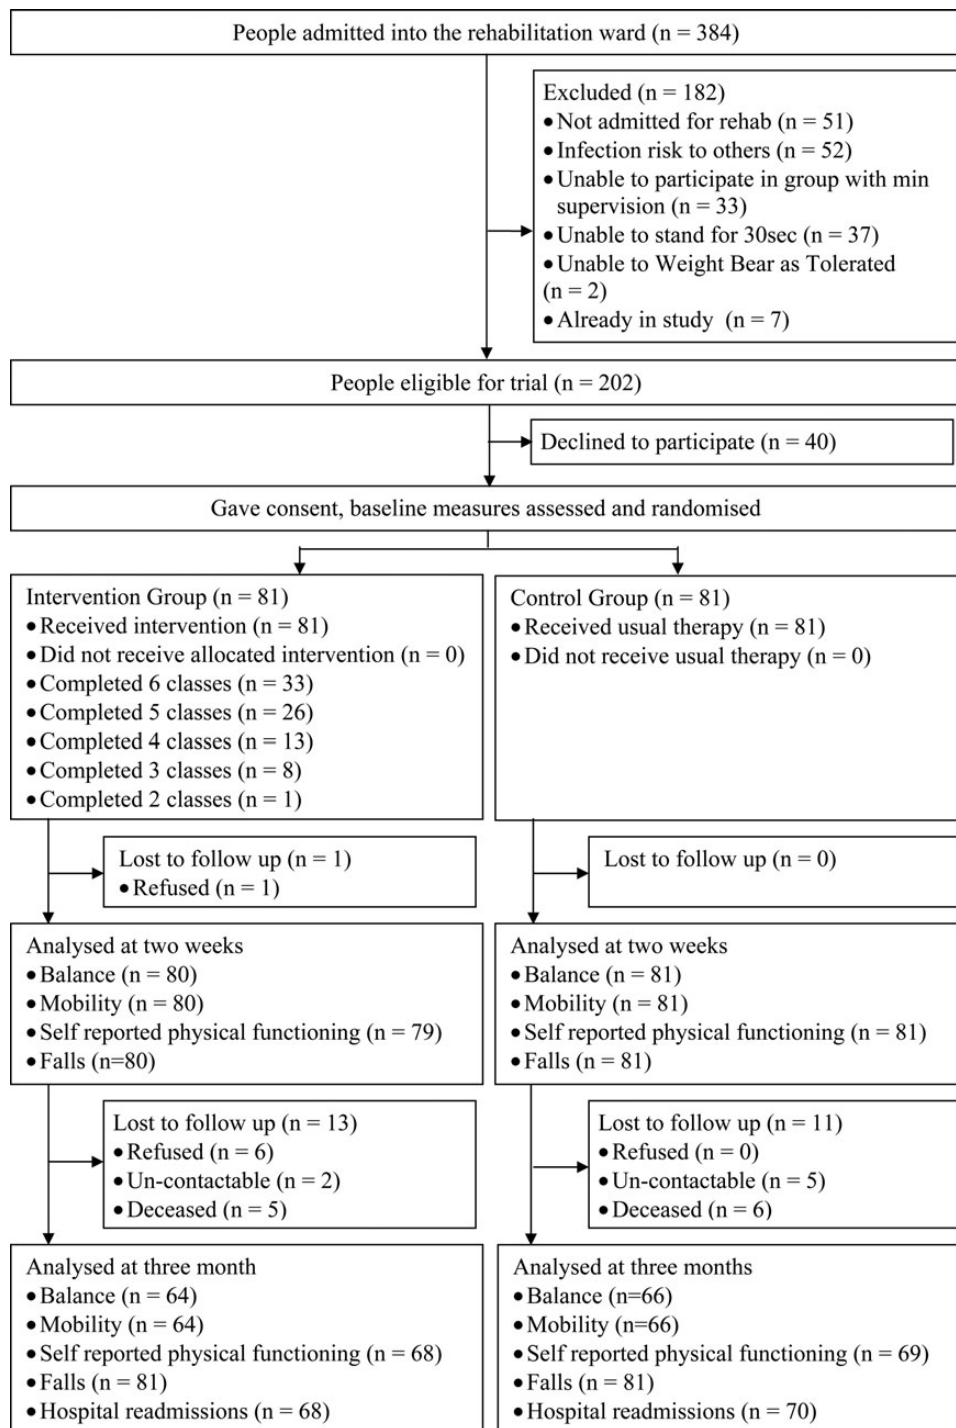 People admitted into the rehabilitation ward (n = 384)
Excluded (n = 182)
•Not admitted for rehab (n = 51)
•Infection risk to others (n = 52)
•Unable to participate in group with min
supervision (n = 33)
•Unable to stand for 30sec (n = 37)
•Unable to Weight Bear as Tolerated
(n = 2)
•Already in study (n = 7)
People eligible for trial (n = 202)
Declined to participate (n = 40)
Gave consent, baseline measures assessed and randomised
Intervention Group (n = 81)
•Received intervention (n = 81)
•Did not receive allocated intervention (n = 0)
•Completed 6 classes (n = 33)
•Completed 5 classes (n = 26)
•Completed 4 classes (n = 13)
•Completed 3 classes (n = 8)
•Completed 2 classes (n = 1)
Control Group (n = 81)
•Received usual therapy (n = 81)
•Did not receive usual therapy (n = 0)
Lost to follow up (n = 1)
•Refused (n = 1)
Lost to follow up (n = 0)
Analysed at two weeks
•Balance (n = 80)
•Mobility (n = 80)
•Self reported physical functioning (n = 79)
•Falls (n=80)
Analysed at two weeks
•Balance (n = 81)
•Mobility (n = 81)
•Self reported physical functioning (n = 81)
•Falls (n = 81)
Lost to follow up (n = 13)
•Refused (n = 6)
•Un-contactable (n = 2)
•Deceased (n = 5)
Lost to follow up (n = 11)
•Refused (n = 0)
•Un-contactable (n = 5)
•Deceased (n = 6)
Analysed at three month
•Balance (n = 64)
•Mobility (n = 64)
•Self reported physical functioning (n = 68)
•Falls (n = 81)
•Hospital readmissions (n = 68)
Analysed at three months
•Balance (n=66)
•Mobility (n=66)
•Self reported physical functioning (n = 69)
•Falls (n = 81)
•Hospital readmissions (n = 70)